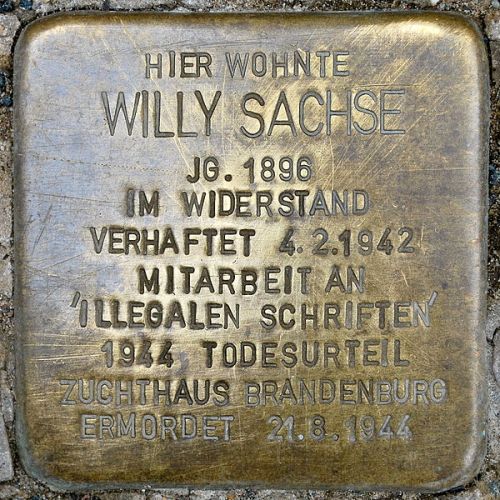 HIER WOHNTE
WILLY SACHSE
JG. 1896
IM WIDERSTAND
VERHAFTET 4.2.1942
MITARBEIT AN
'ILLEGALEN SCHRIFTEN'
1944 TODESURTEIL
ZUCHTHAUS BRANDENBURG
ERMORDET 21.8.1944